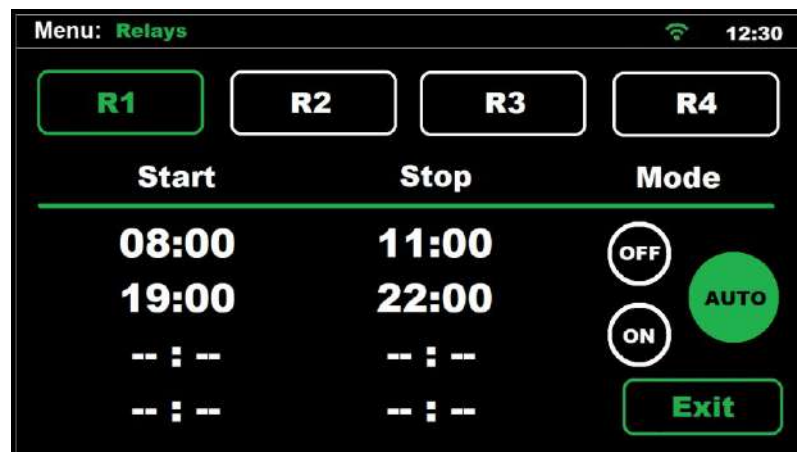 Menu: Relays 12:30
R1 R2 R3 R4
Start Stop Mode
08:00 11:00 OFF
19:00 22:00 AUTO
-- : -- -- : -- ON
-- : -- -- : -- Exit